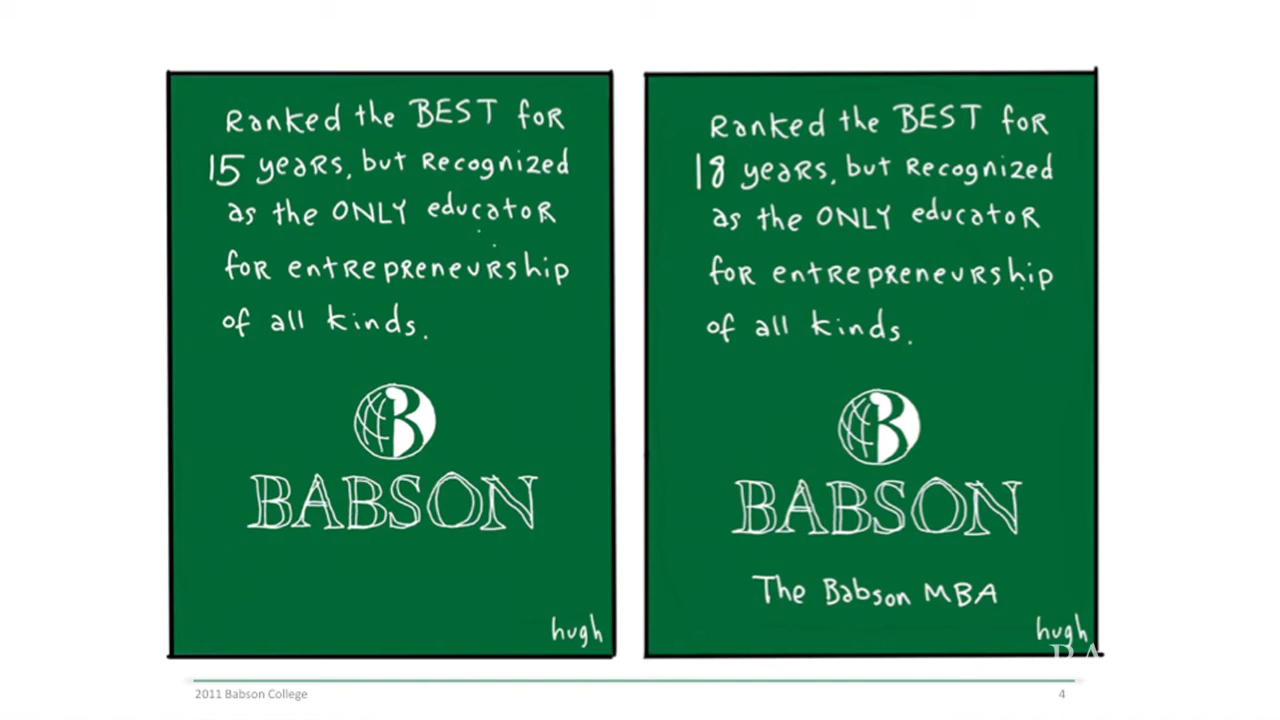 Ranked the BEST for
15 years, but Recognized
as the ONLY educator
for entrepreneurship
of all kinds.
B
BABSON
hugh
Ranked the BEST for
18 years, but Recognized
as the ONLY educator
for entrepreneurship
of all kinds.
B
BABSON
The Babson MBA
hugh
2011 Babson College
4